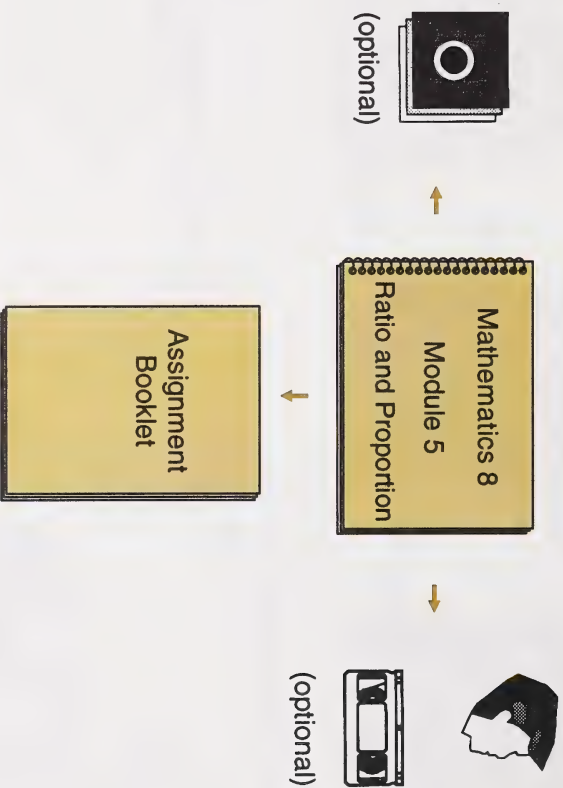 (optional)
Mathematics 8
Module 5
Ratio and Proportion
(optional)
Assignment
Booklet